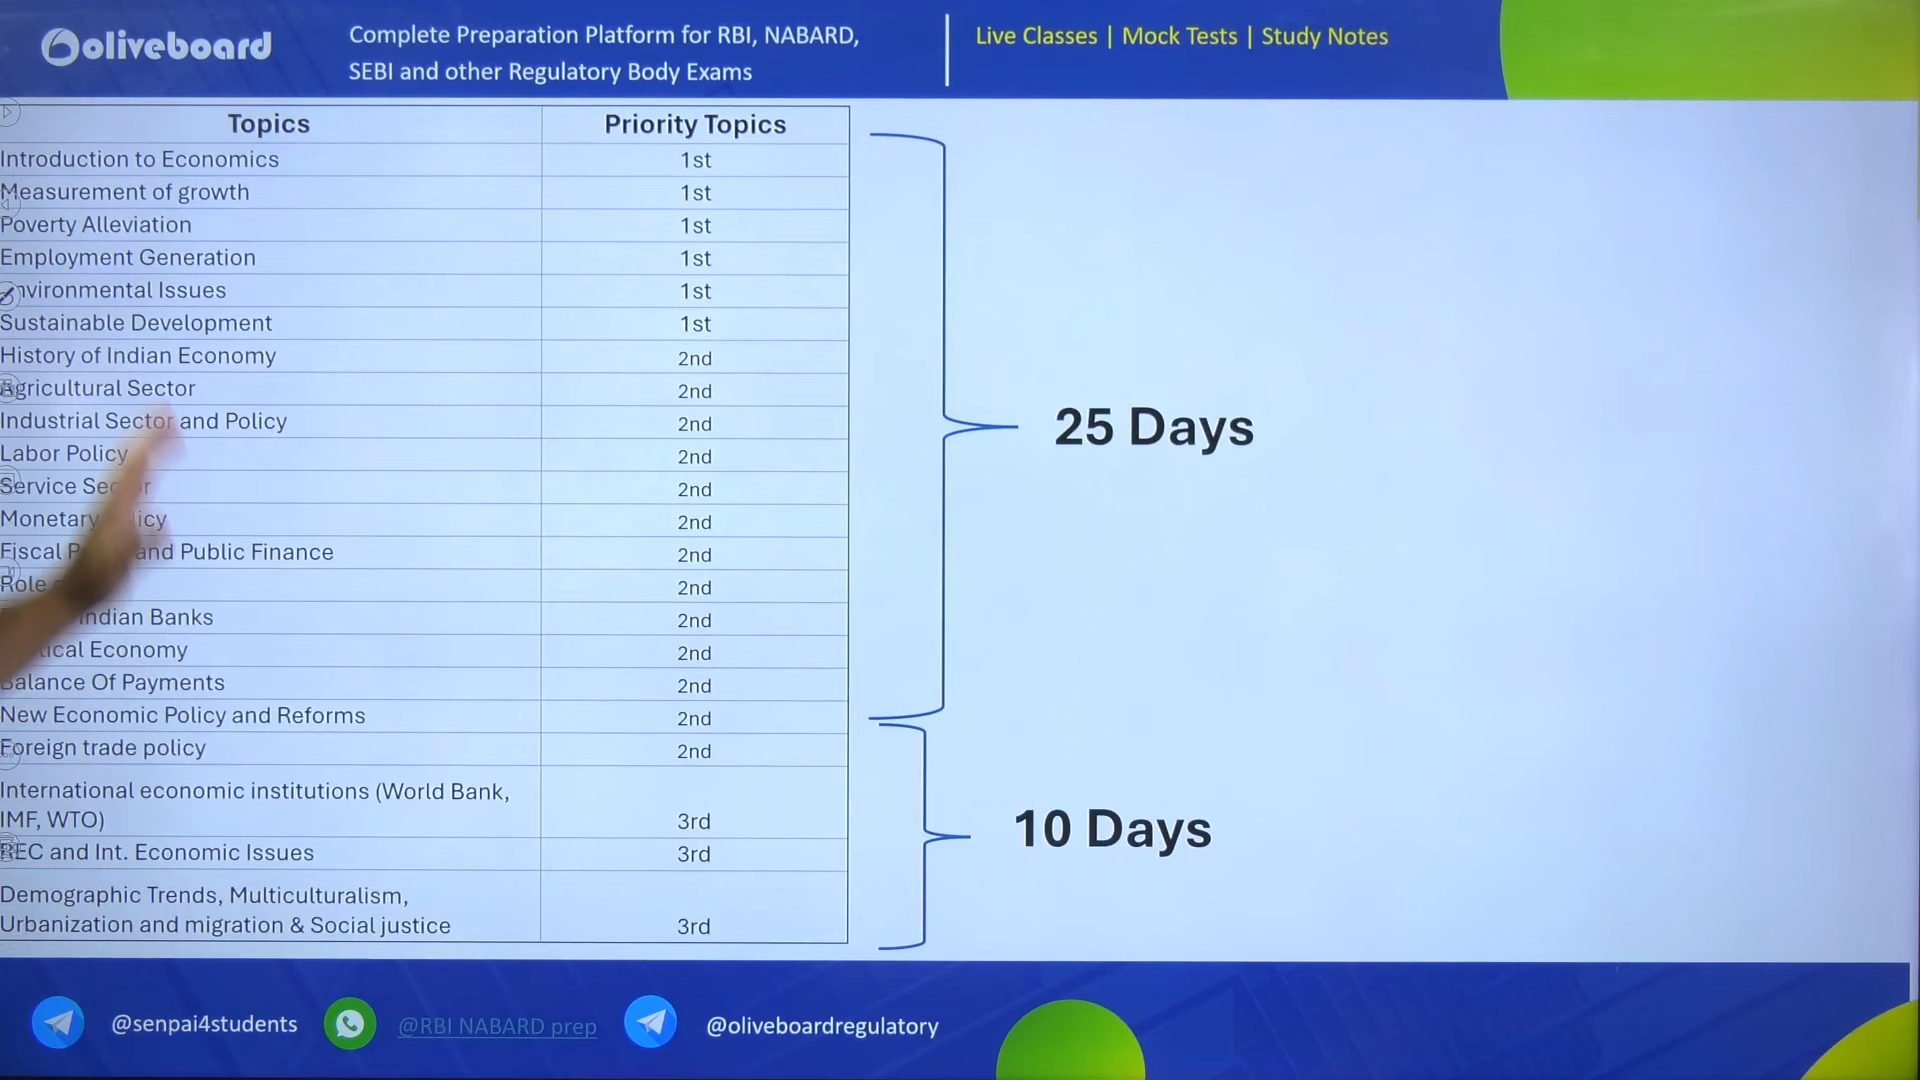 oliveboard
Complete Preparation Platform for RBI, NABARD,
SEBI and other Regulatory Body Exams
Live Classes | Mock Tests | Study Notes
Topics Priority Topics
Introduction to Economics 1st
Measurement of growth 1st
Poverty Alleviation 1st
Employment Generation 1st
Environmental Issues 1st
Sustainable Development 1st
History of Indian Economy 2nd
Agricultural Sector 2nd
Industrial Sector and Policy 2nd
Labor Policy 2nd
Service Sector 2nd
Monetary Policy 2nd
Fiscal and Public Finance 2nd
Role 2nd
Indian Banks 2nd
Economy 2nd
Balance Of Payments 2nd
New Economic Policy and Reforms 2nd
Foreign trade policy 2nd
International economic institutions (World Bank,
IMF, WTO) 3rd
and Int. Economic Issues 3rd
Demographic Trends, Multiculturalism,
Urbanization and migration & Social justice 3rd
25 Days
10 Days
@senpai4students
@RBI NABARD prep
@oliveboardregulatory